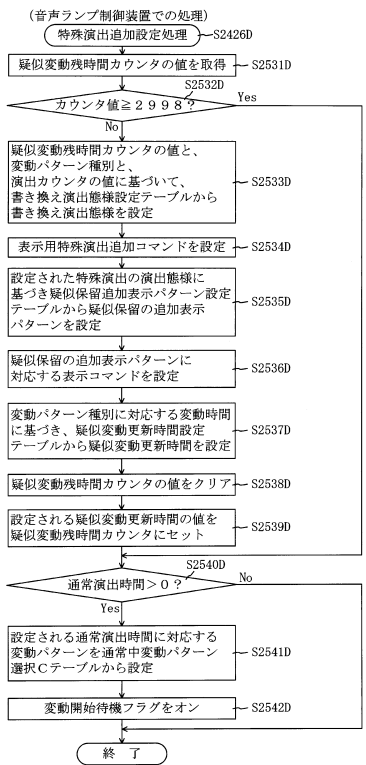 (音声ランプ制御装置での処理)
特殊演出追加設定処理
S2426D
疑似変動残時間カウンタの値を取得
S2531D
S2532D
カウンタ値≧2998?
Yes
No
疑似変動残時間カウンタの値と、
変動パターン種別と、
演出カウンタの値に基づいて、
書き換え演出態様設定テーブルから
書き換え演出態様を設定
S2533D
表示用特殊演出追加コマンドを設定
S2534D
設定された特殊演出の演出態様に
基づき疑似保留追加表示パターン設定
テーブルから疑似保留の追加表示
パターンを設定
S2535D
疑似保留の追加表示パターンに
対応する表示コマンドを設定
S2536D
変動パターン種別に対応する変動時間
に基づき、疑似変動更新時間設定
テーブルから疑似変動更新時間を設定
S2537D
疑似変動残時間カウンタの値をクリア
S2538D
設定される疑似変動更新時間の値を
疑似変動残時間カウンタにセット
S2539D
S2540D
通常演出時間>0?
No
Yes
設定される通常演出時間に対応する
変動パターンを通常中変動パターン
選択Cテーブルから設定
S2541D
変動開始待機フラグをオン
S2542D
終 了